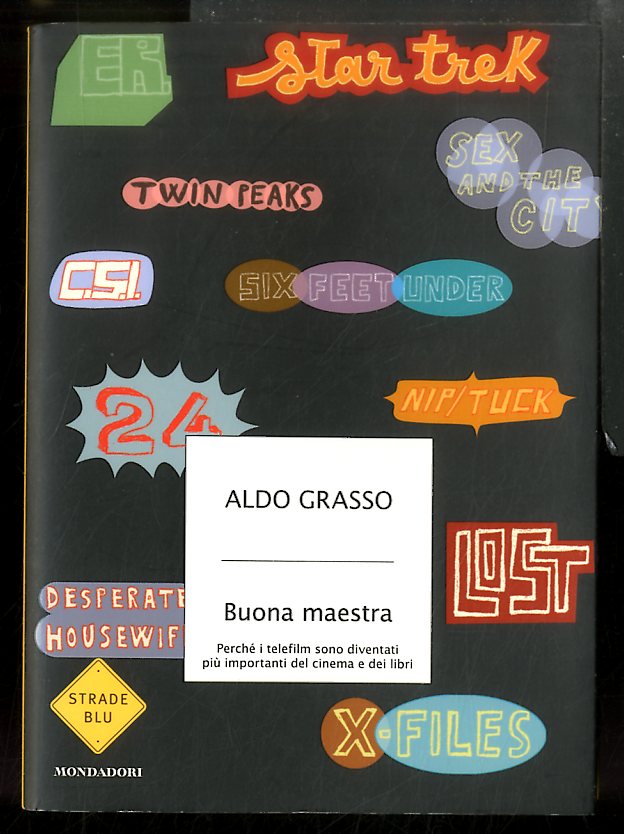 ER.
Star trek
SEX
AND THE
CITY
TWIN PEAKS
C.S.I.
SIX FEET UNDER
24
NIP/TUCK
ALDO GRASSO
LOST
Buona maestra
Perché i telefilm sono diventati
più importanti del cinema e dei libri
DESPERATE
HOUSEWIF
STRADE
BLU
X-FILES
MONDADORI